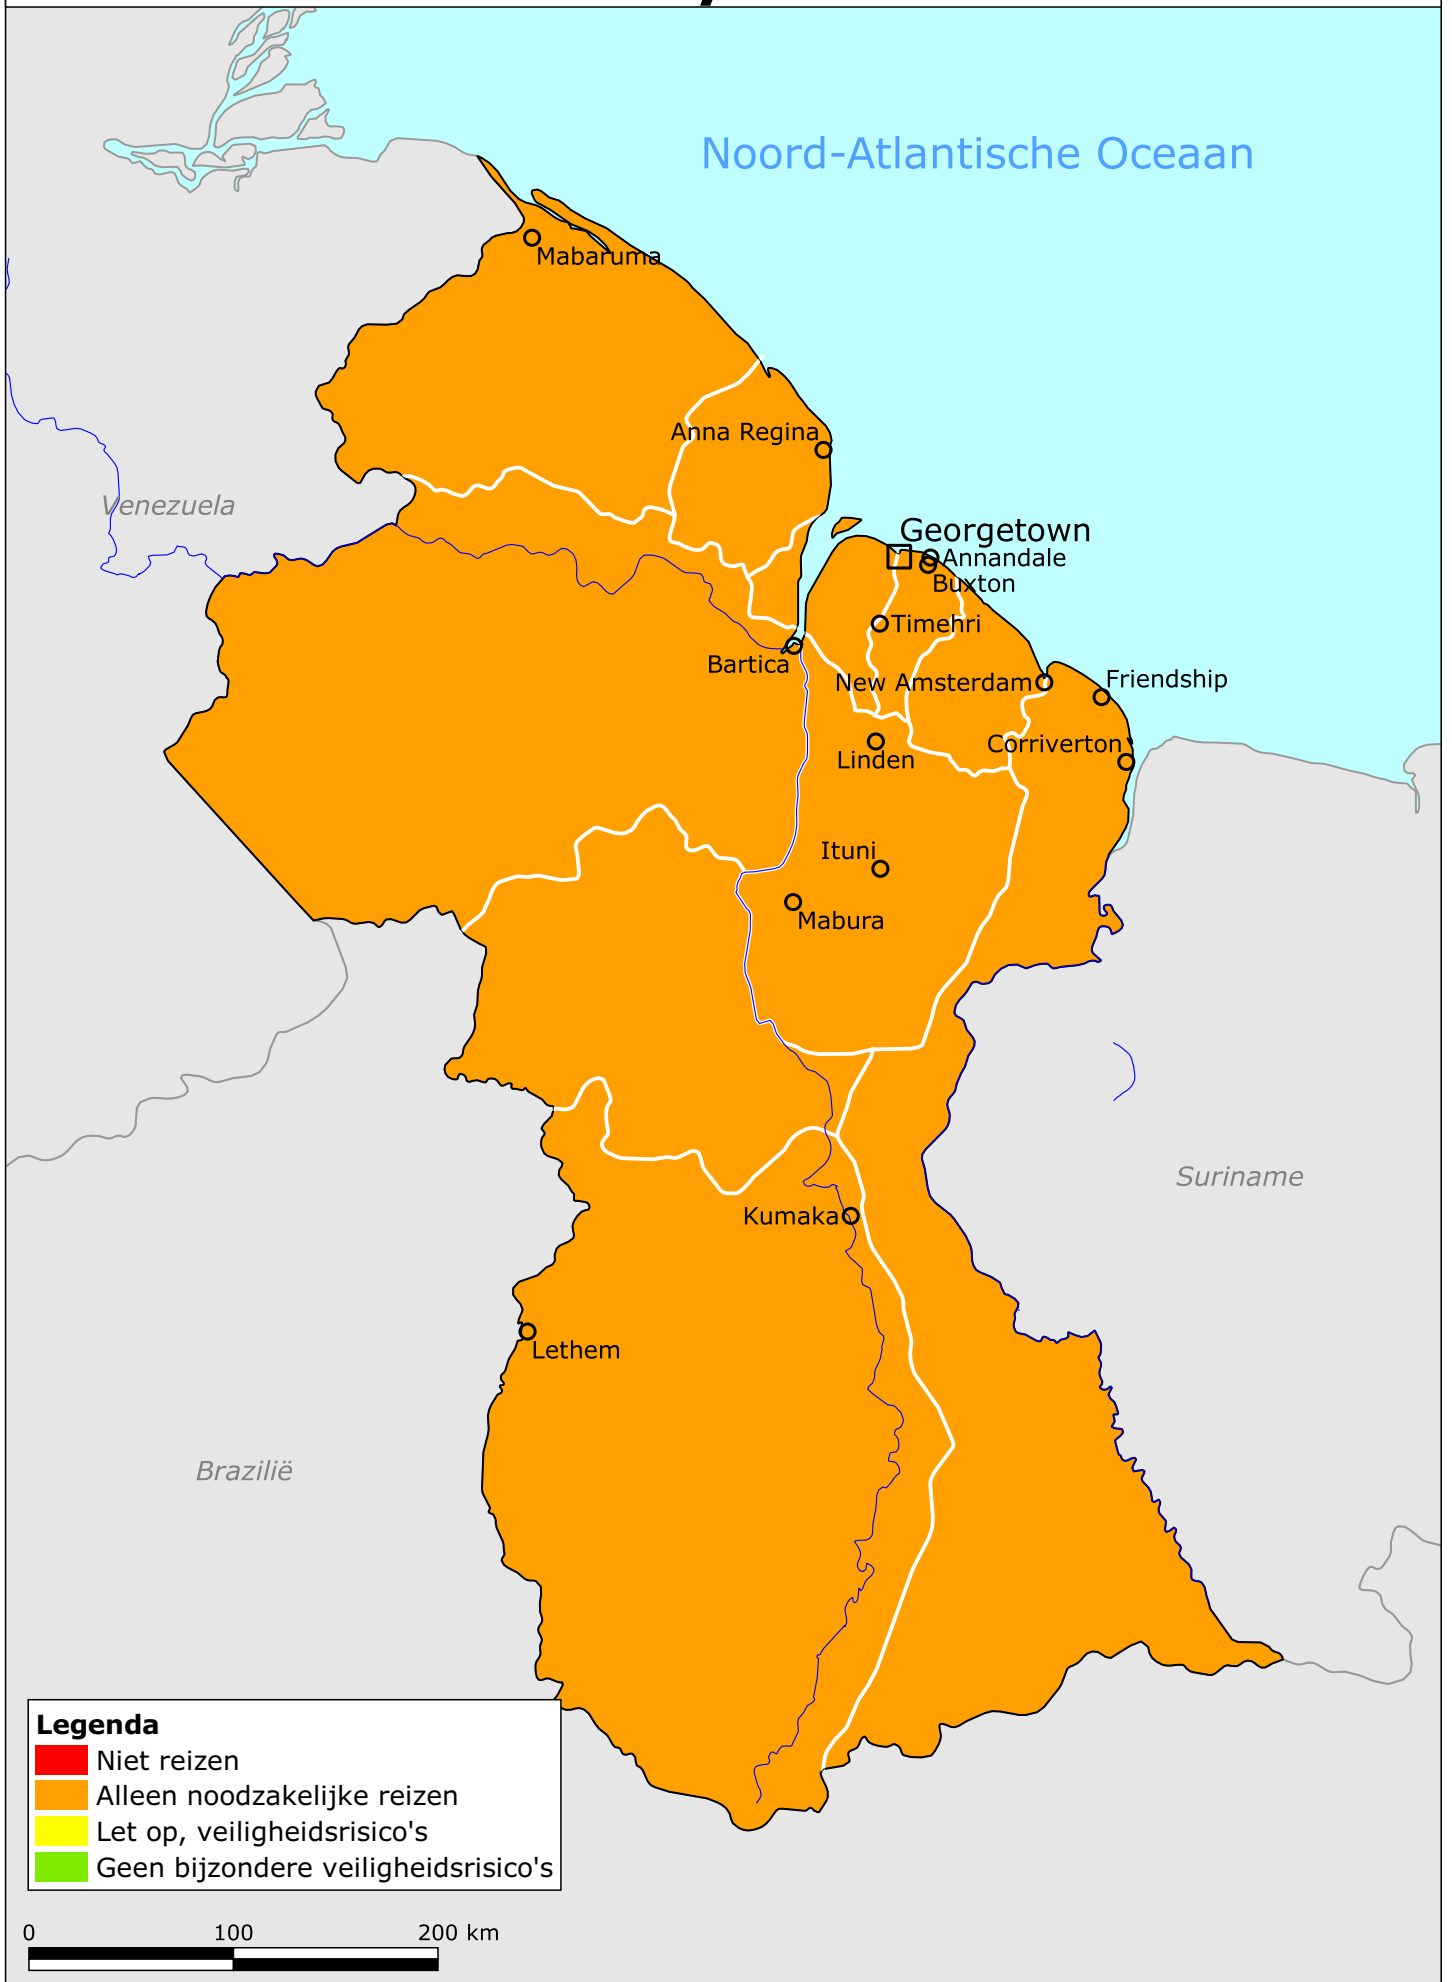 Noord-Atlantische Oceaan
Mabaruma
Anna Regina
Venezuela
Georgetown
Annandale
Buxton
Timehri
Bartica
New Amsterdam
Friendship
Corriverton
Linden
Ituni
Mabura
Suriname
Kumaka
Lethem
Brazilië
Legenda
Niet reizen
Alleen noodzakelijke reizen
Let op, veiligheidsrisico's
Geen bijzondere veiligheidsrisico's
0 100 200 km